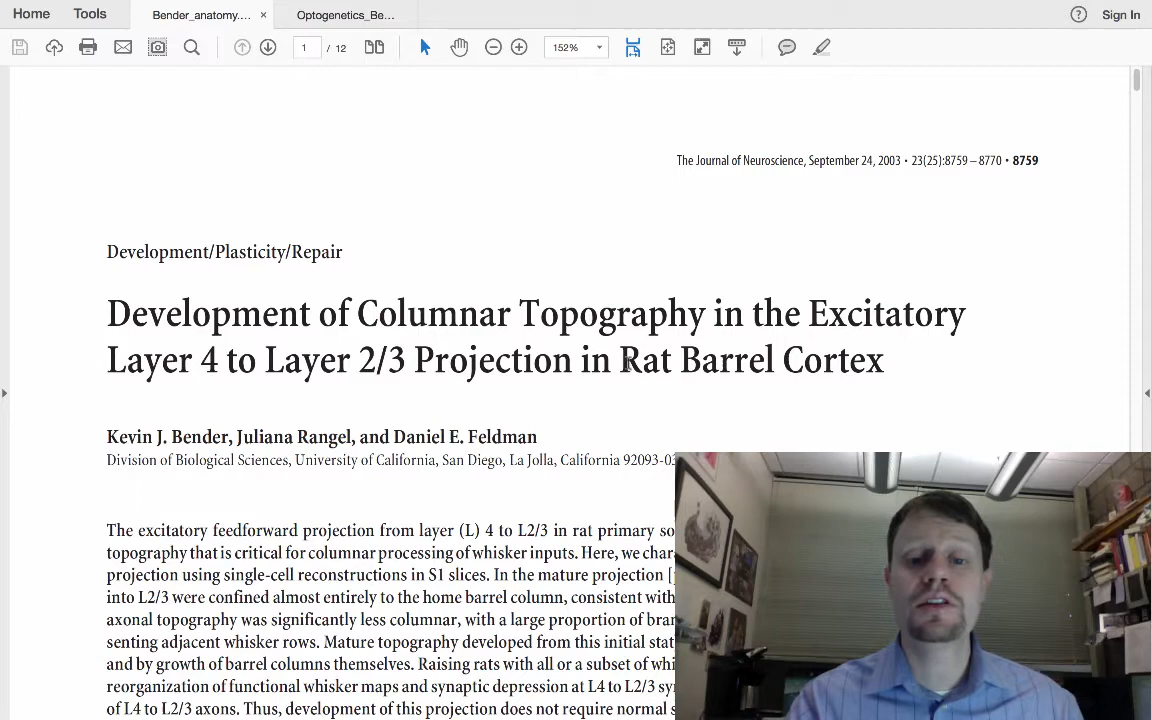 Home Tools Bender_anatomy.... × Optogenetics_Be... Sign In
1 / 12 152%
The Journal of Neuroscience, September 24, 2003 • 23(25):8759–8770 • 8759
Development/Plasticity/Repair
Development of Columnar Topography in the Excitatory
Layer 4 to Layer 2/3 Projection in Rat Barrel Cortex
Kevin J. Bender, Juliana Rangel, and Daniel E. Feldman
Division of Biological Sciences, University of California, San Diego, La Jolla, California 92093-0
The excitatory feedforward projection from layer (L) 4 to L2/3 in rat primary so
topography that is critical for columnar processing of whisker inputs. Here, we char
projection using single-cell reconstructions in S1 slices. In the mature projection [
into L2/3 were confined almost entirely to the home barrel column, consistent with
axonal topography was significantly less columnar, with a large proportion of bran
senting adjacent whisker rows. Mature topography developed from this initial stat
and by growth of barrel columns themselves. Raising rats with all or a subset of whi
reorganization of functional whisker maps and synaptic depression at L4 to L2/3 sy
of L4 to L2/3 axons. Thus, development of this projection does not require normal s